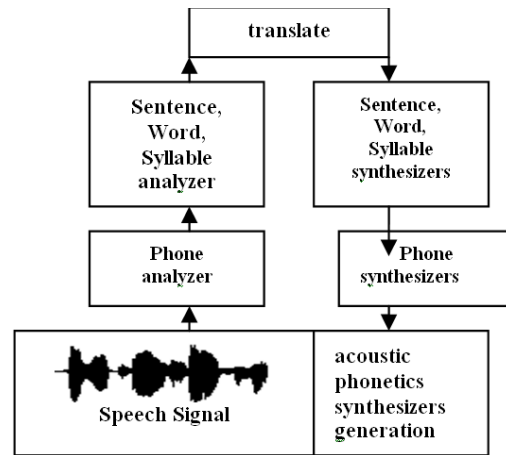 translate
Sentence,
Word,
Syllable
analyzer
Sentence,
Word,
Syllable
synthesizers
Phone
analyzer
Phone
synthesizers
Speech Signal
acoustic
phonetics
synthesizers
generation